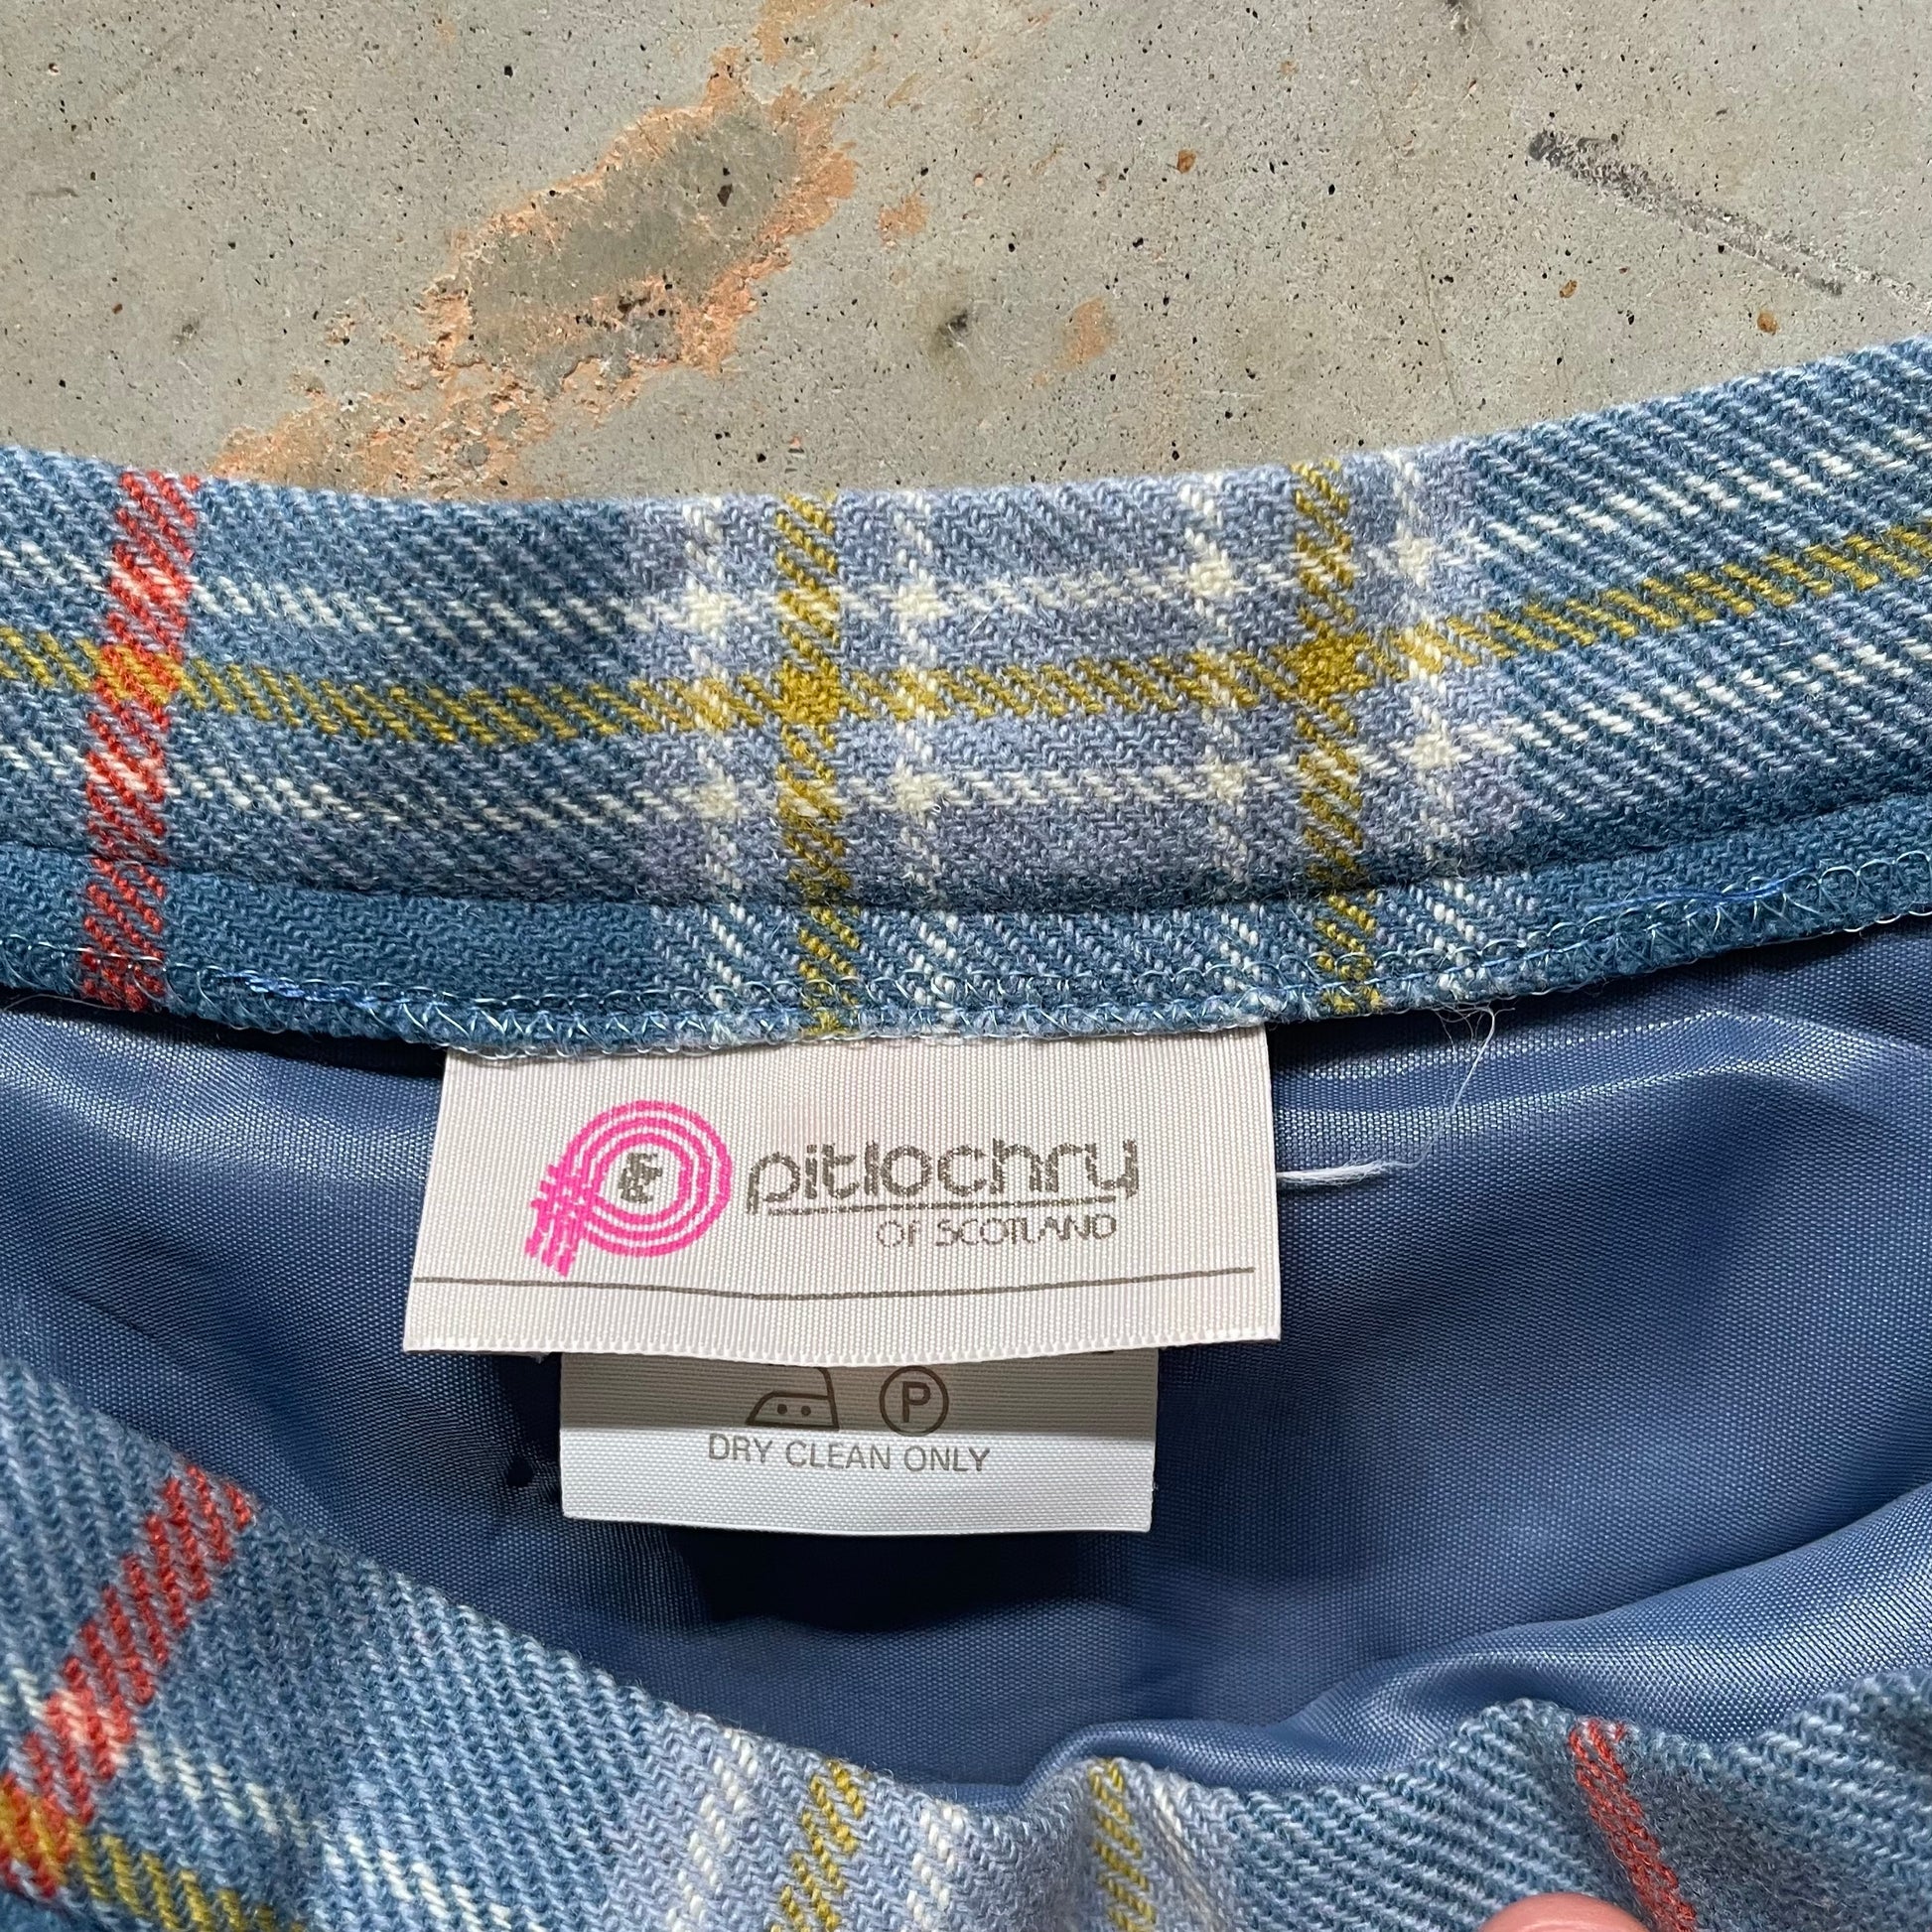 pitlochry
OF SCOTLAND
P
DRY CLEAN ONLY